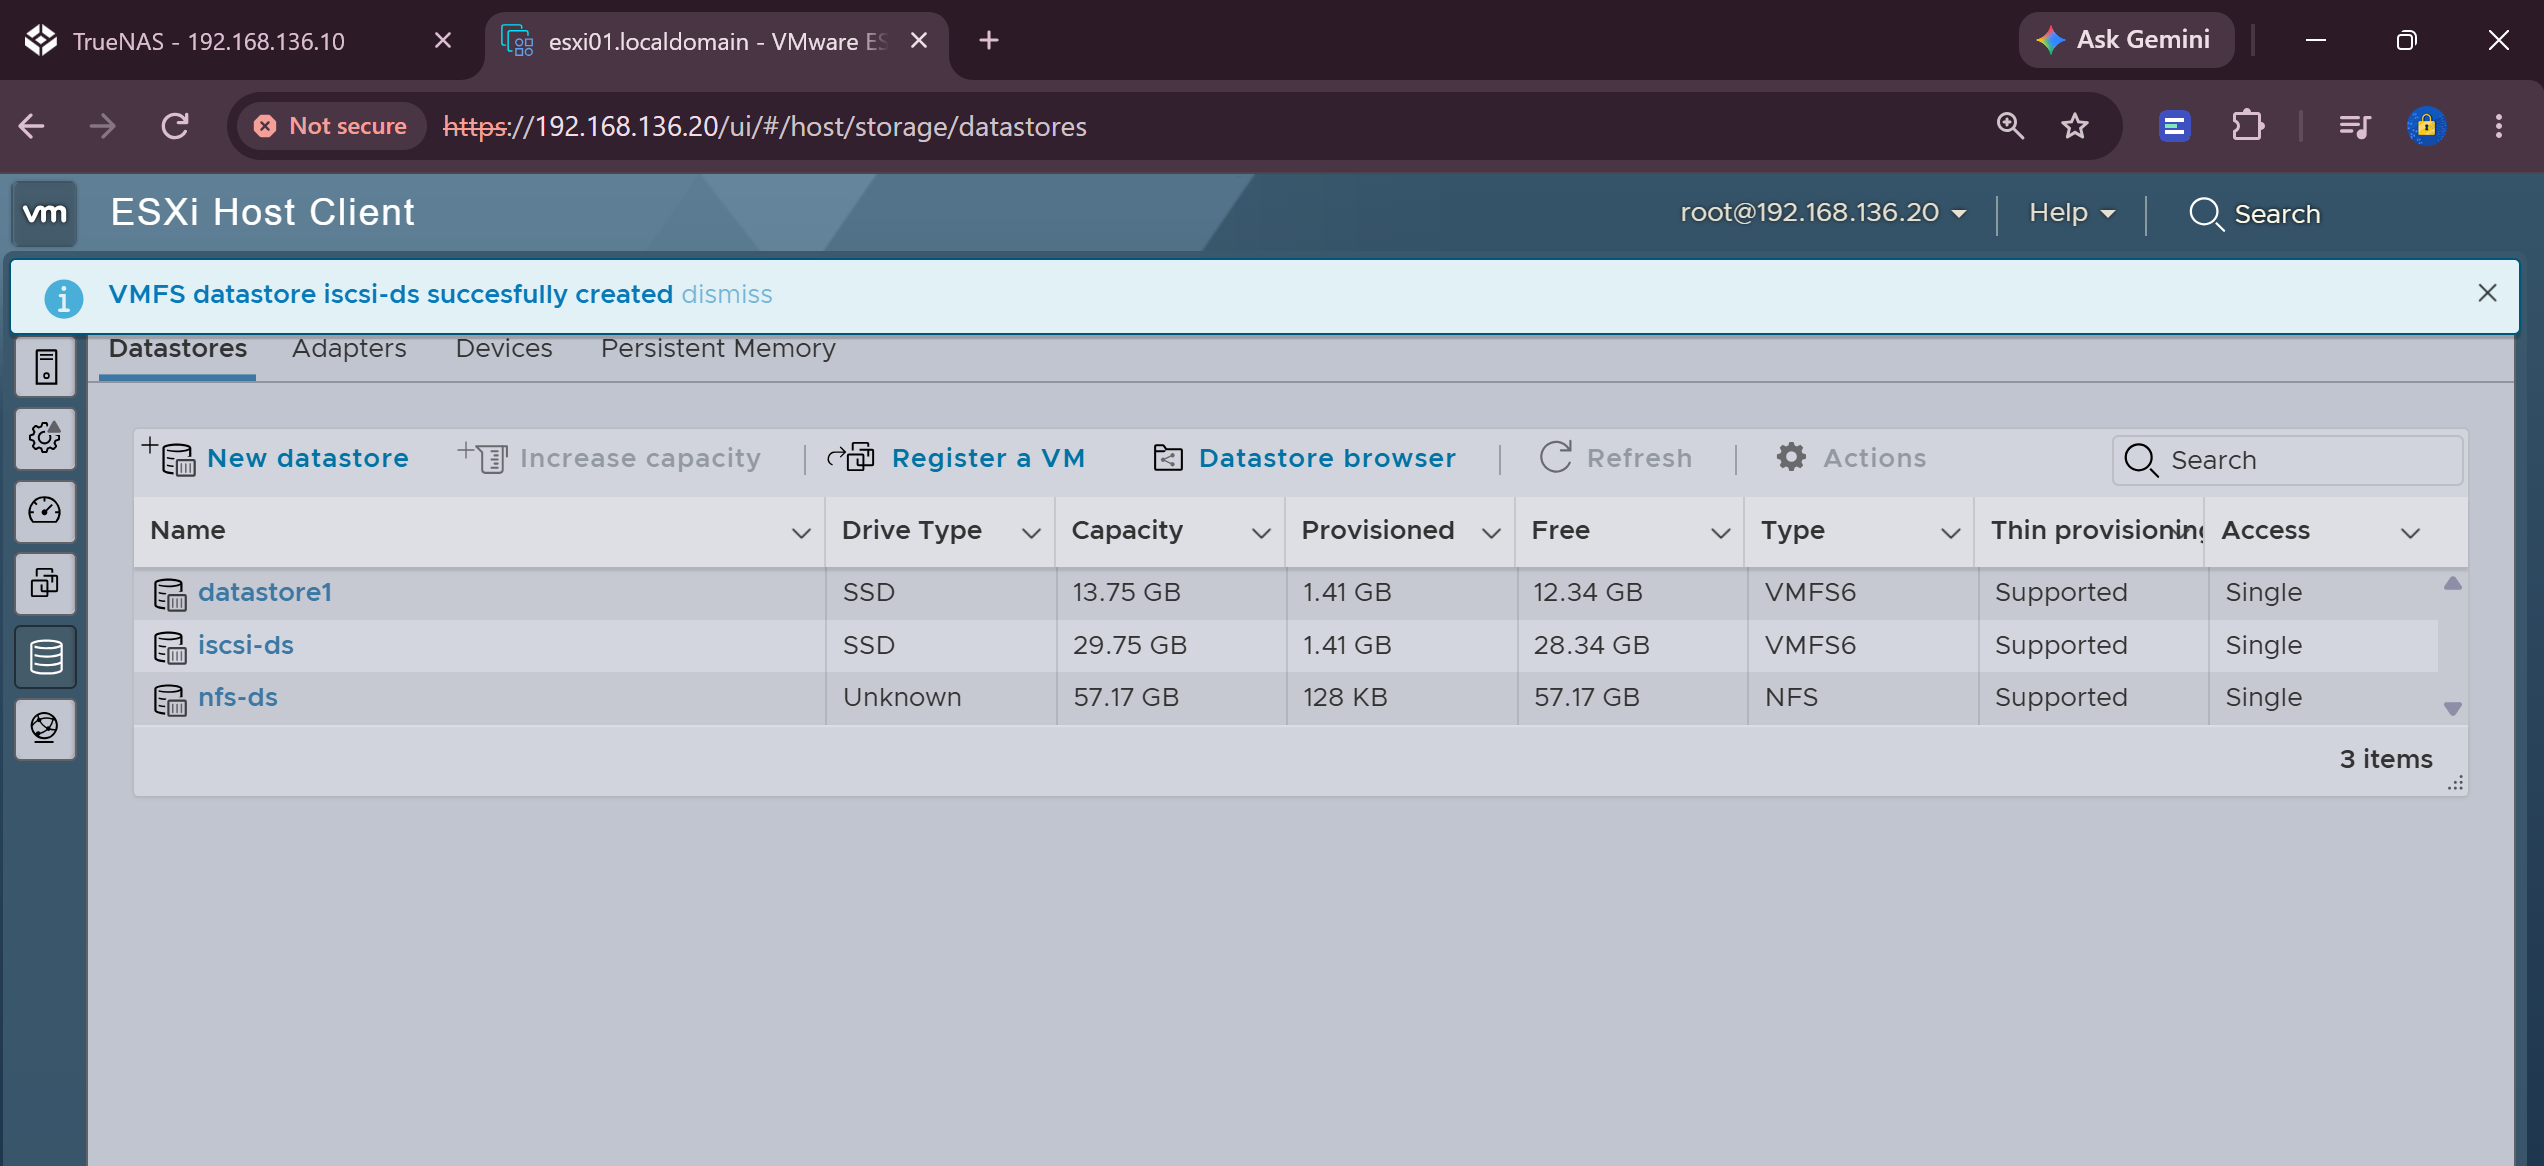 TrueNAS - 192.168.136.10
esxi01.localdomain - VMware ES
Ask Gemini
Not secure
https://192.168.136.20/ui/#/host/storage/datastores
vm
ESXi Host Client
root@192.168.136.20
Help
Search
VMFS datastore iscsi-ds succesfully created dismiss
Datastores Adapters Devices Persistent Memory
New datastore Increase capacity Register a VM Datastore browser Refresh Actions Search
Name Drive Type Capacity Provisioned Free Type Thin provisioning Access
datastore1 SSD 13.75 GB 1.41 GB 12.34 GB VMFS6 Supported Single
iscsi-ds SSD 29.75 GB 1.41 GB 28.34 GB VMFS6 Supported Single
nfs-ds Unknown 57.17 GB 128 KB 57.17 GB NFS Supported Single
3 items